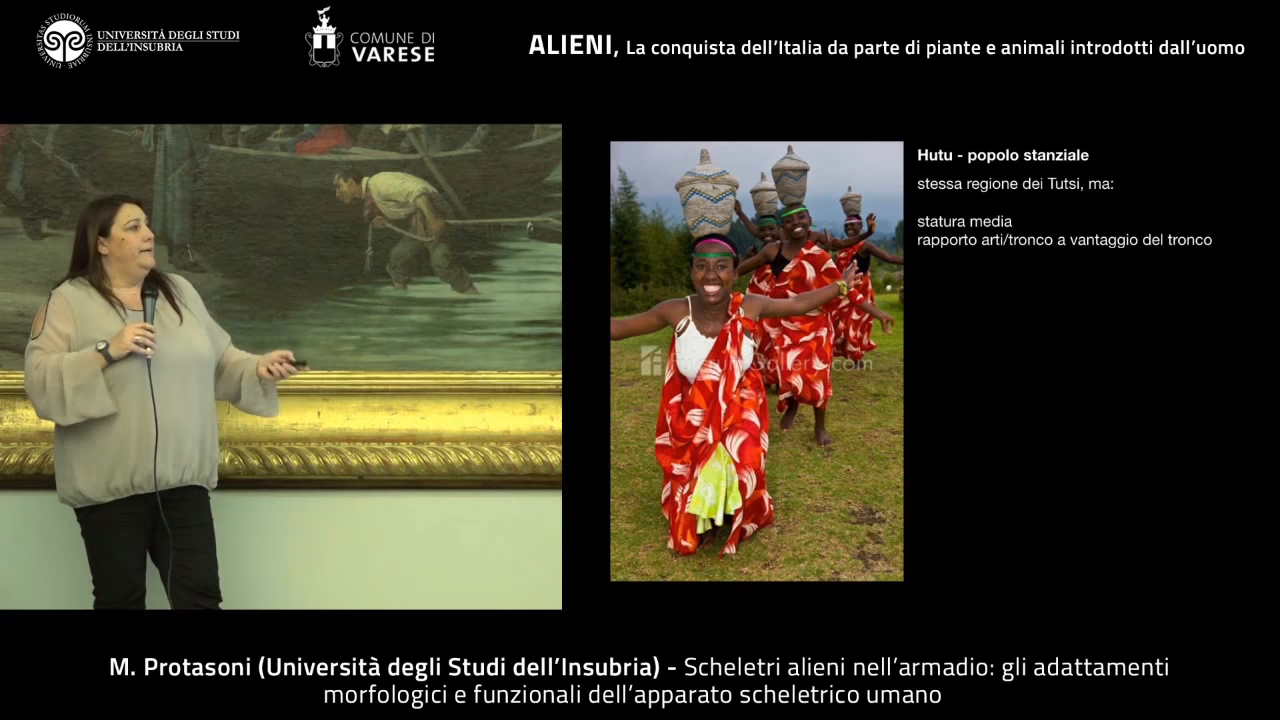 UNIVERSITÀ DEGLI STUDI
DELL'INSUBRIA
COMUNE DI
VARESE
ALIENI, La conquista dell'Italia da parte di piante e animali introdotti dall'uomo
Hutu - popolo stanziale
stessa regione dei Tutsi, ma:
statura media
rapporto arti/tronco a vantaggio del tronco
M. Protasoni (Università degli Studi dell'Insubria) - Scheletri alieni nell'armadio: gli adattamenti
morfologici e funzionali dell'apparato scheletrico umano